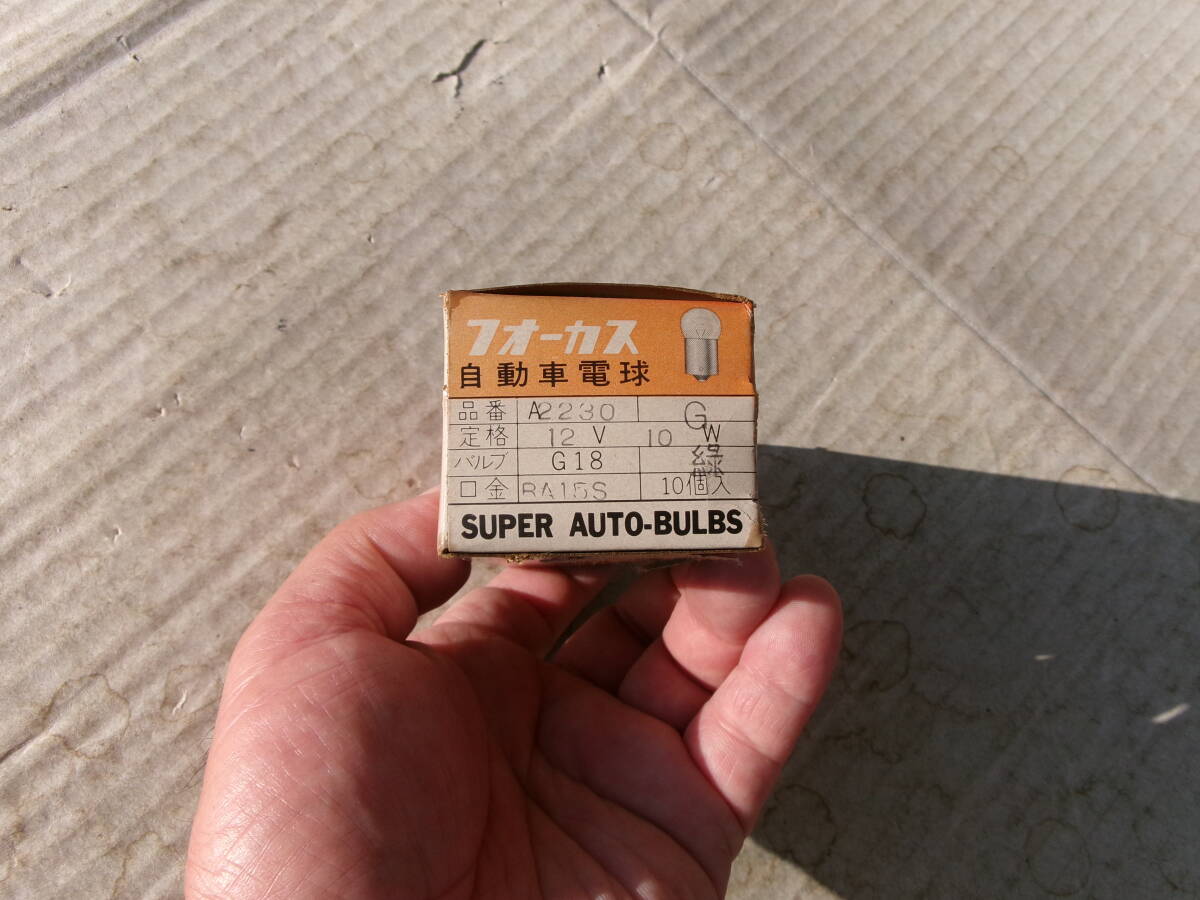 フオーカス
自動車電球
品番 A2230 G
定格 12 V 10 W
バルブ G18 緑
口金 BA15S 10個入
SUPER AUTO-BULBS